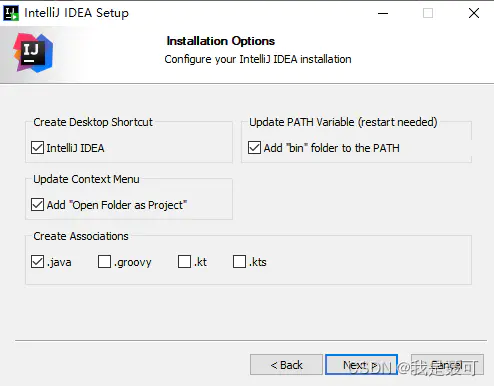 IntelliJ IDEA Setup
IJ
Installation Options
Configure your IntelliJ IDEA installation
Create Desktop Shortcut
Update PATH Variable (restart needed)
IntelliJ IDEA
Add "bin" folder to the PATH
Update Context Menu
Add "Open Folder as Project"
Create Associations
.java .groovy .kt .kts
< Back Next > Cancel
CSDN @我是聂可